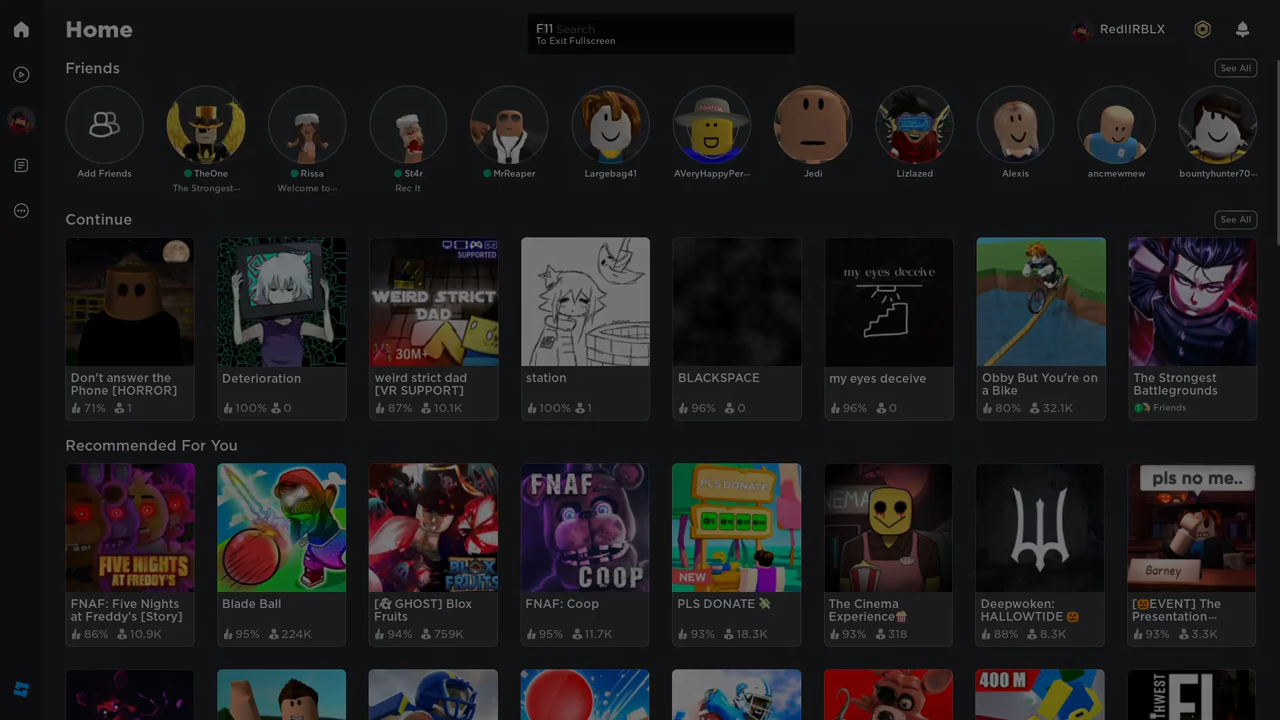 Home
F11 Search
To Exit Fullscreen
RedIIRBLX
Friends
See All
Add Friends
TheOne
The Strongest...
Rissa
Welcome to...
St4r
Rec It
MrReaper
Largebag41
AVeryHappyPer...
Jedi
Lizlazed
Alexis
ancmewmew
bountyhunter70...
Continue
See All
SUPPORTED
WEIRD STRICT
DAD
30M+
my eyes deceive
Don't answer the
Phone [HORROR]
71% 1
Deterioration
100% 0
weird strict dad
[VR SUPPORT]
87% 10.1K
station
100% 1
BLACKSPACE
96% 0
my eyes deceive
96% 0
Obby But You're on
a Bike
80% 32.1K
The Strongest
Battlegrounds
Friends
Recommended For You
FIVE NIGHTS
AT FREDDY'S
BLOX
FRUITS
FNAF
COOP
PLS DONATE
NEW
CINEMA
pls no me..
Barney
FNAF: Five Nights
at Freddy's [Story]
86% 10.9K
Blade Ball
95% 224K
[👻 GHOST] Blox
Fruits
94% 759K
FNAF: Coop
95% 11.7K
PLS DONATE 💸
93% 18.3K
The Cinema
Experience🍿
93% 318
Deepwoken:
HALLOWTIDE 🎃
88% 8.3K
[🎃EVENT] The
Presentation...
93% 3.3K
400 M